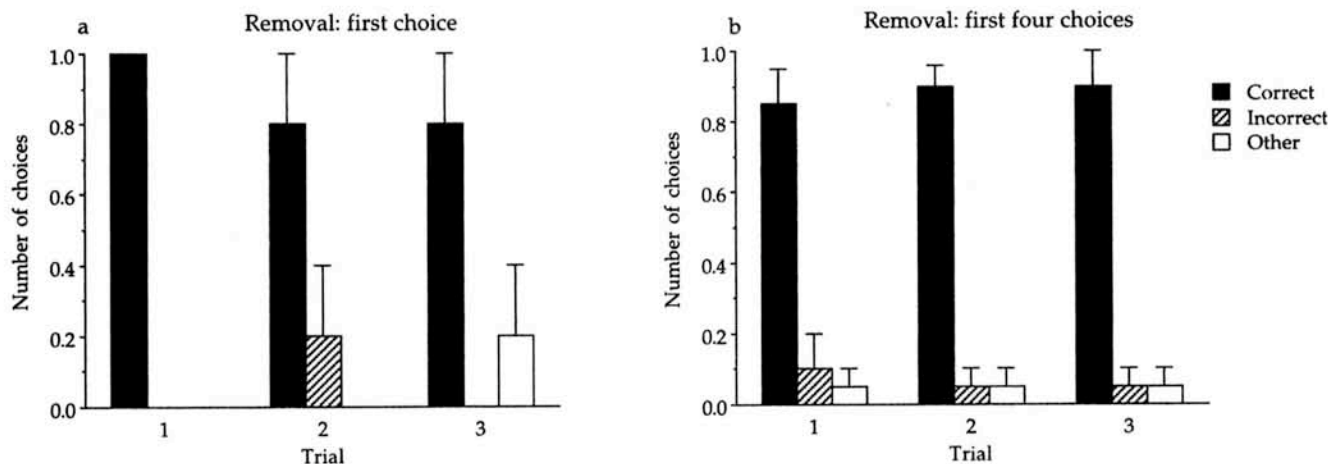 a
Removal: first choice
Number of choices
1.0
0.8
0.6
0.4
0.2
0.0
1
2
3
Trial
b
Removal: first four choices
Number of choices
1.0
0.8
0.6
0.4
0.2
0.0
1
2
3
Trial
Correct
Incorrect
Other